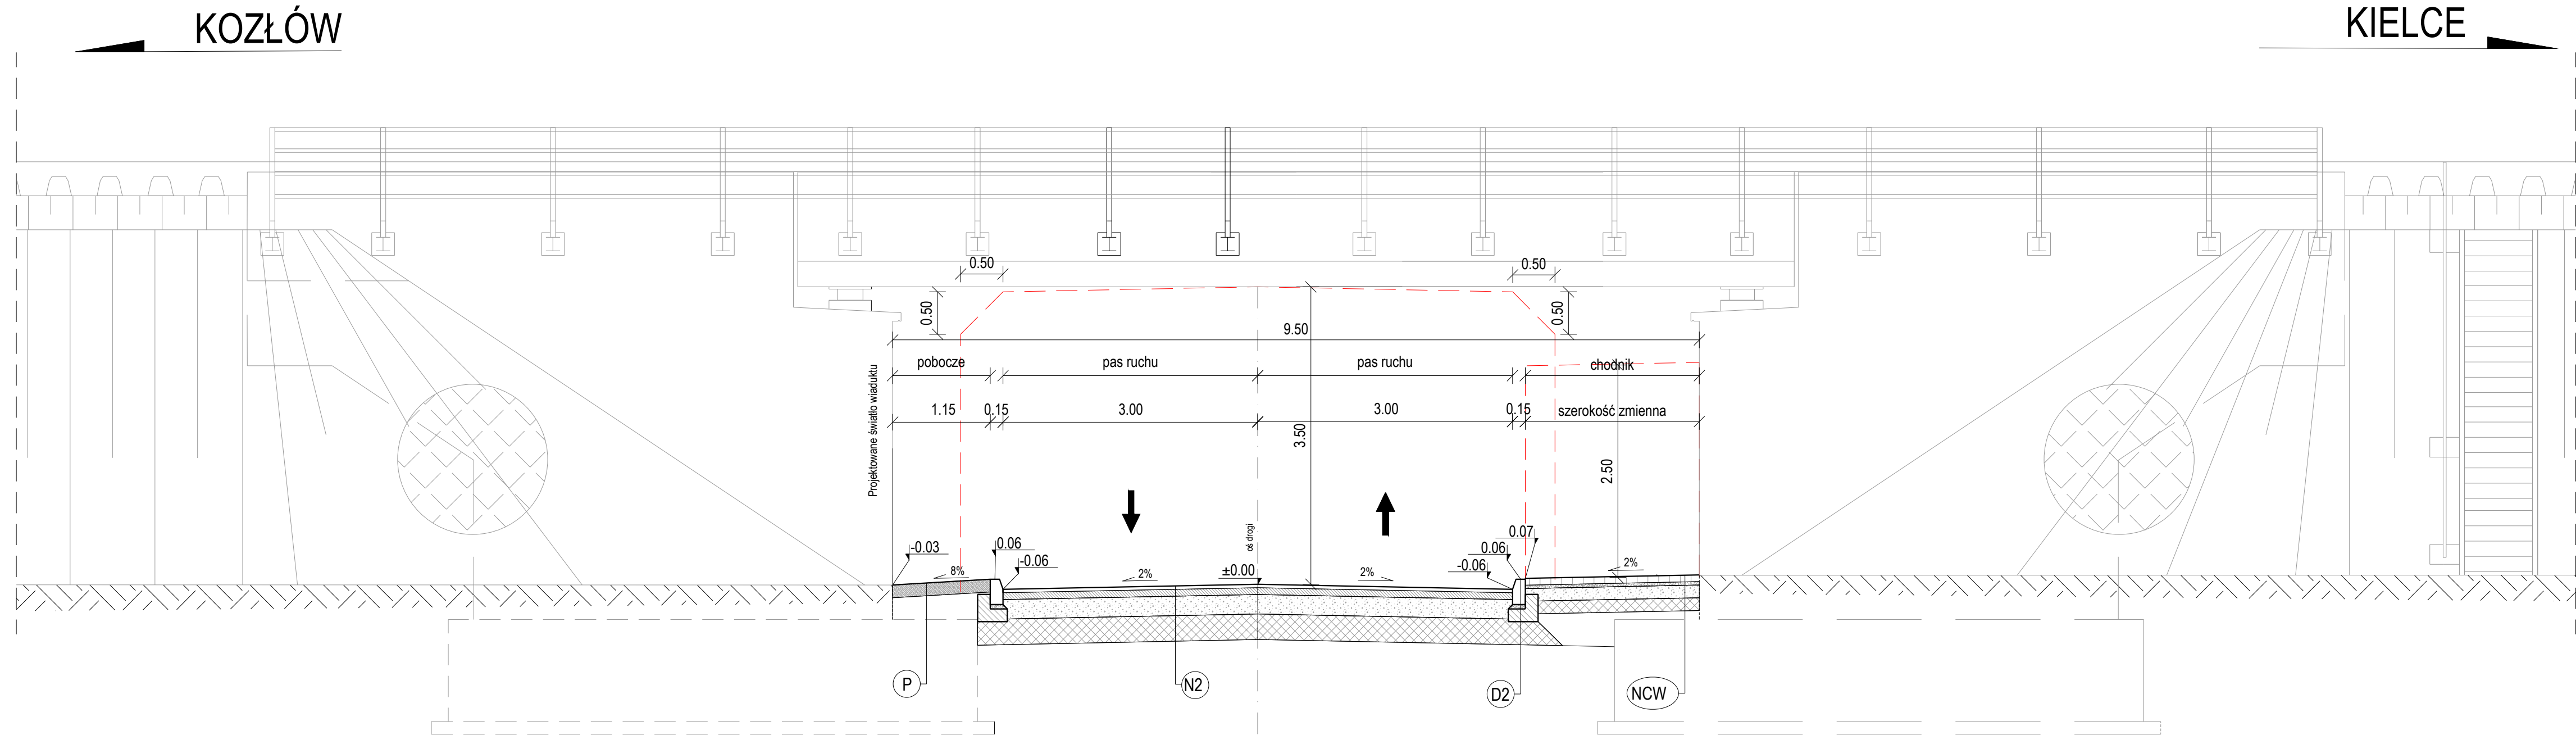 KOZŁÓW
KIELCE
0.50
0.50
0.50
0.50
9.50
pobocze
pas ruchu
pas ruchu
chodnik
1.15
0.15
3.00
3.00
0.15
szerokość zmienna
Projektowane światło wiaduktu
3.50
2.50
oś drogi
-0.03
0.06
-0.06
8%
2%
±0.00
2%
-0.06
0.06
0.07
2%
P
N2
D2
NCW